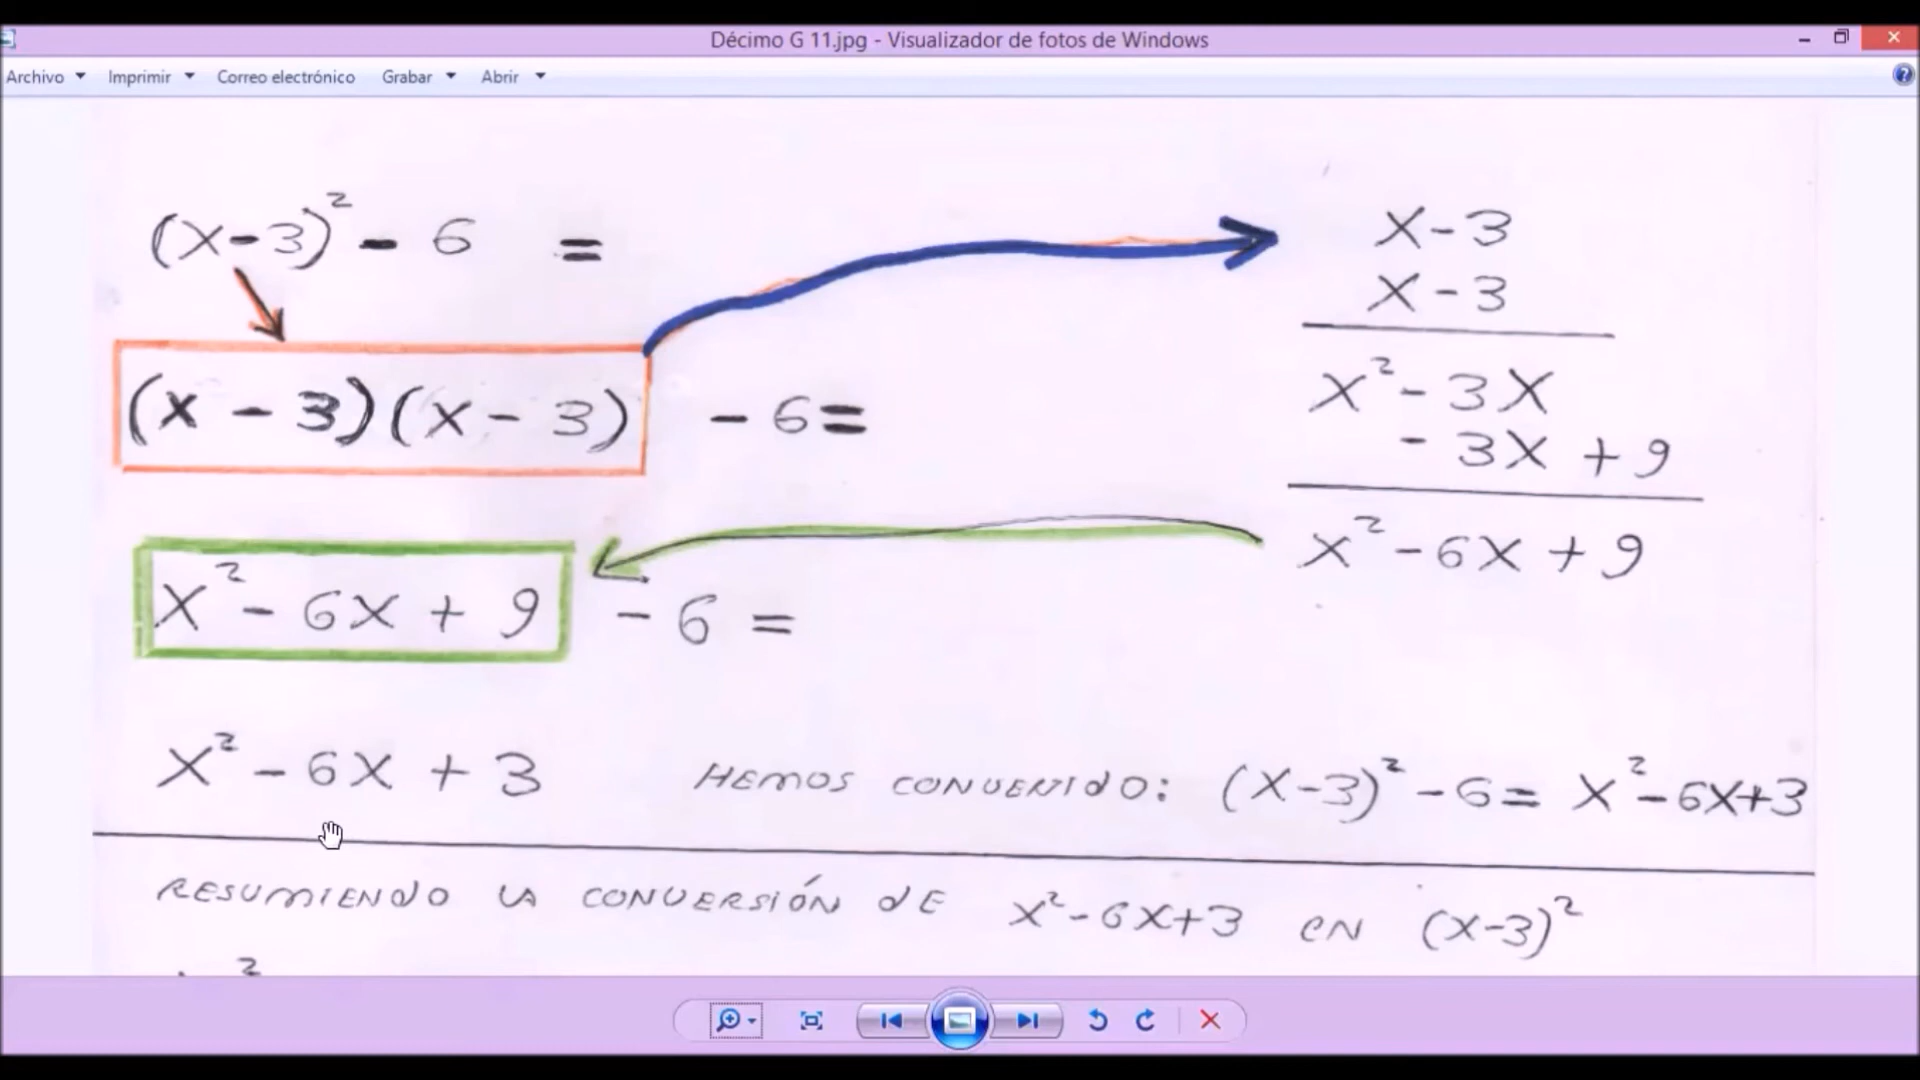 Décimo G 11.jpg - Visualizador de fotos de Windows
Archivo Imprimir Correo electrónico Grabar Abrir
(x-3)² - 6 =
(x - 3)(x - 3) - 6 =
x² - 6x + 9 - 6 =
x - 3
x - 3
x² - 3x
- 3x + 9
x² - 6x + 9
x² - 6x + 3
HEMOS CONVERTIDO: (x-3)² - 6 = x² - 6x+3
RESUMIENDO LA CONVERSIÓN DE x² - 6x+3 EN (x-3)²